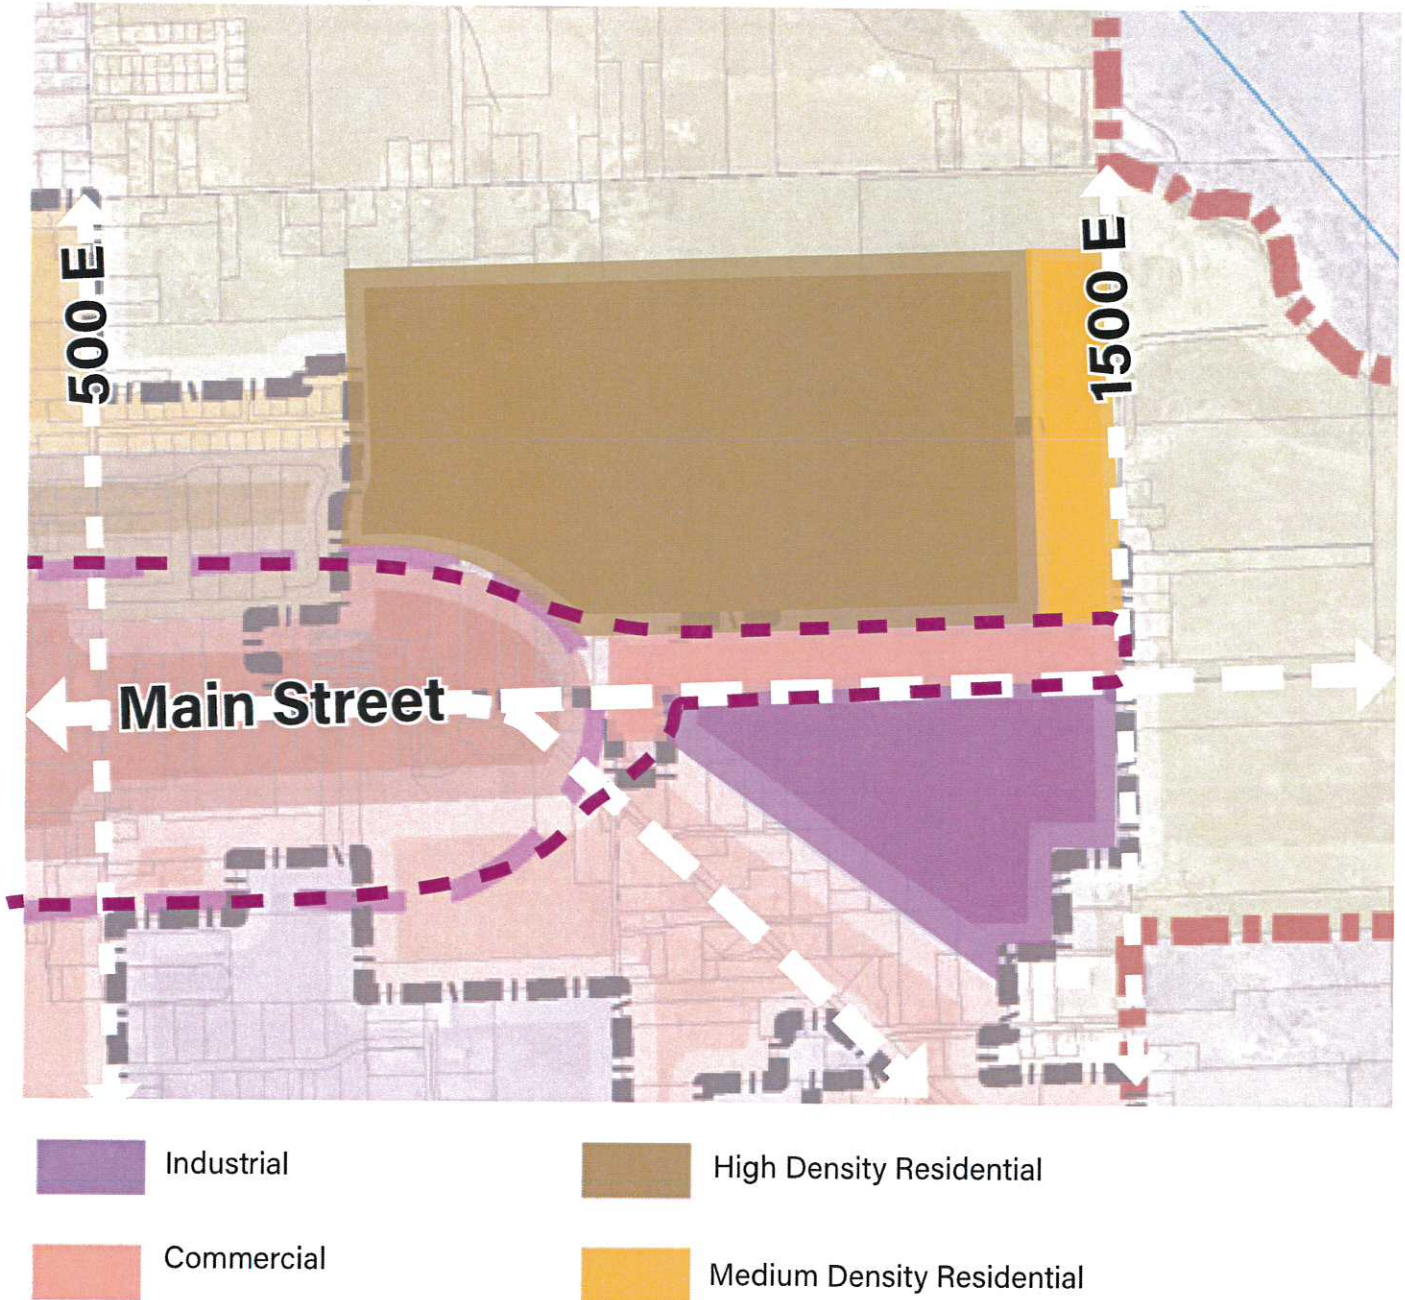 500 E
1500 E
Main Street
Industrial
High Density Residential
Commercial
Medium Density Residential